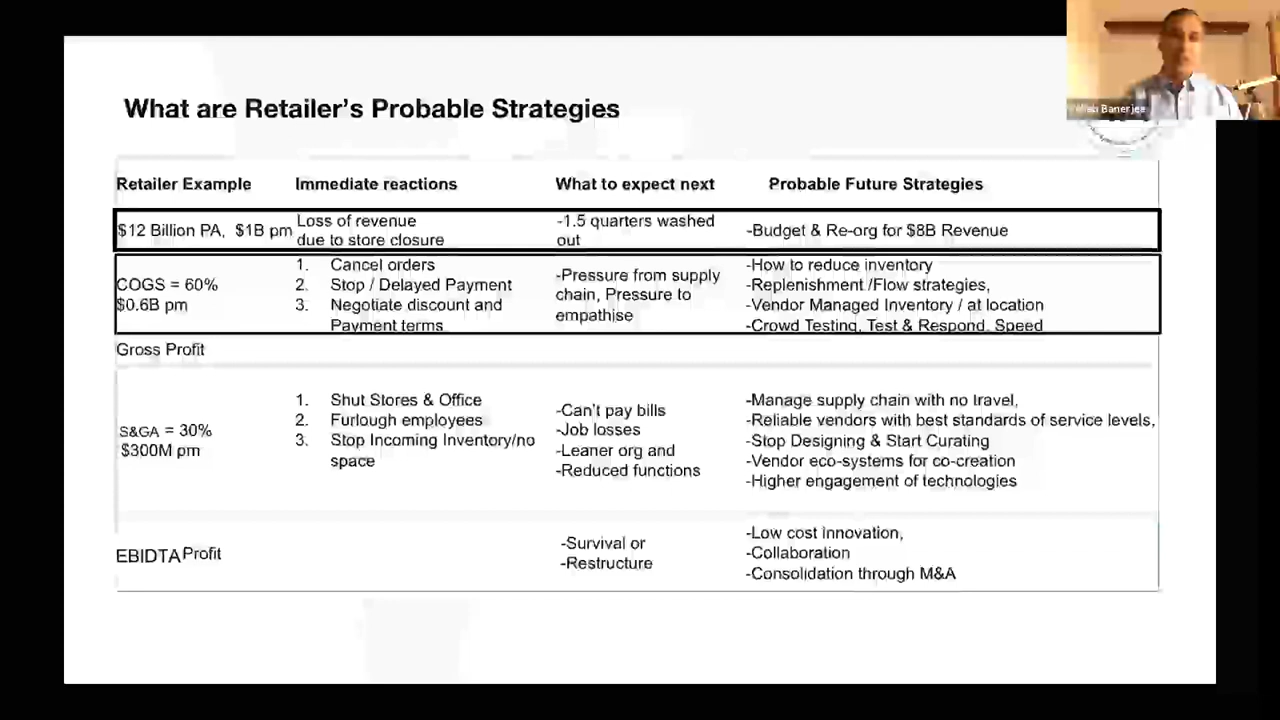 What are Retailer's Probable Strategies
Retailer Example
Immediate reactions
What to expect next
Probable Future Strategies
$12 Billion PA, $1B pm
Loss of revenue
due to store closure
-1.5 quarters washed
out
-Budget & Re-org for $8B Revenue
COGS = 60%
$0.6B pm
1. Cancel orders
2. Stop / Delayed Payment
3. Negotiate discount and
Payment terms
-Pressure from supply
chain, Pressure to
empathise
-How to reduce inventory
-Replenishment /Flow strategies,
-Vendor Managed Inventory / at location
-Crowd Testing, Test & Respond, Speed
Gross Profit
S&GA = 30%
$300M pm
1. Shut Stores & Office
2. Furlough employees
3. Stop Incoming Inventory/no
space
-Can't pay bills
-Job losses
-Leaner org and
-Reduced functions
-Manage supply chain with no travel,
-Reliable vendors with best standards of service levels,
-Stop Designing & Start Curating
-Vendor eco-systems for co-creation
-Higher engagement of technologies
EBIDTA Profit
-Survival or
-Restructure
-Low cost innovation,
-Collaboration
-Consolidation through M&A
Banerjee